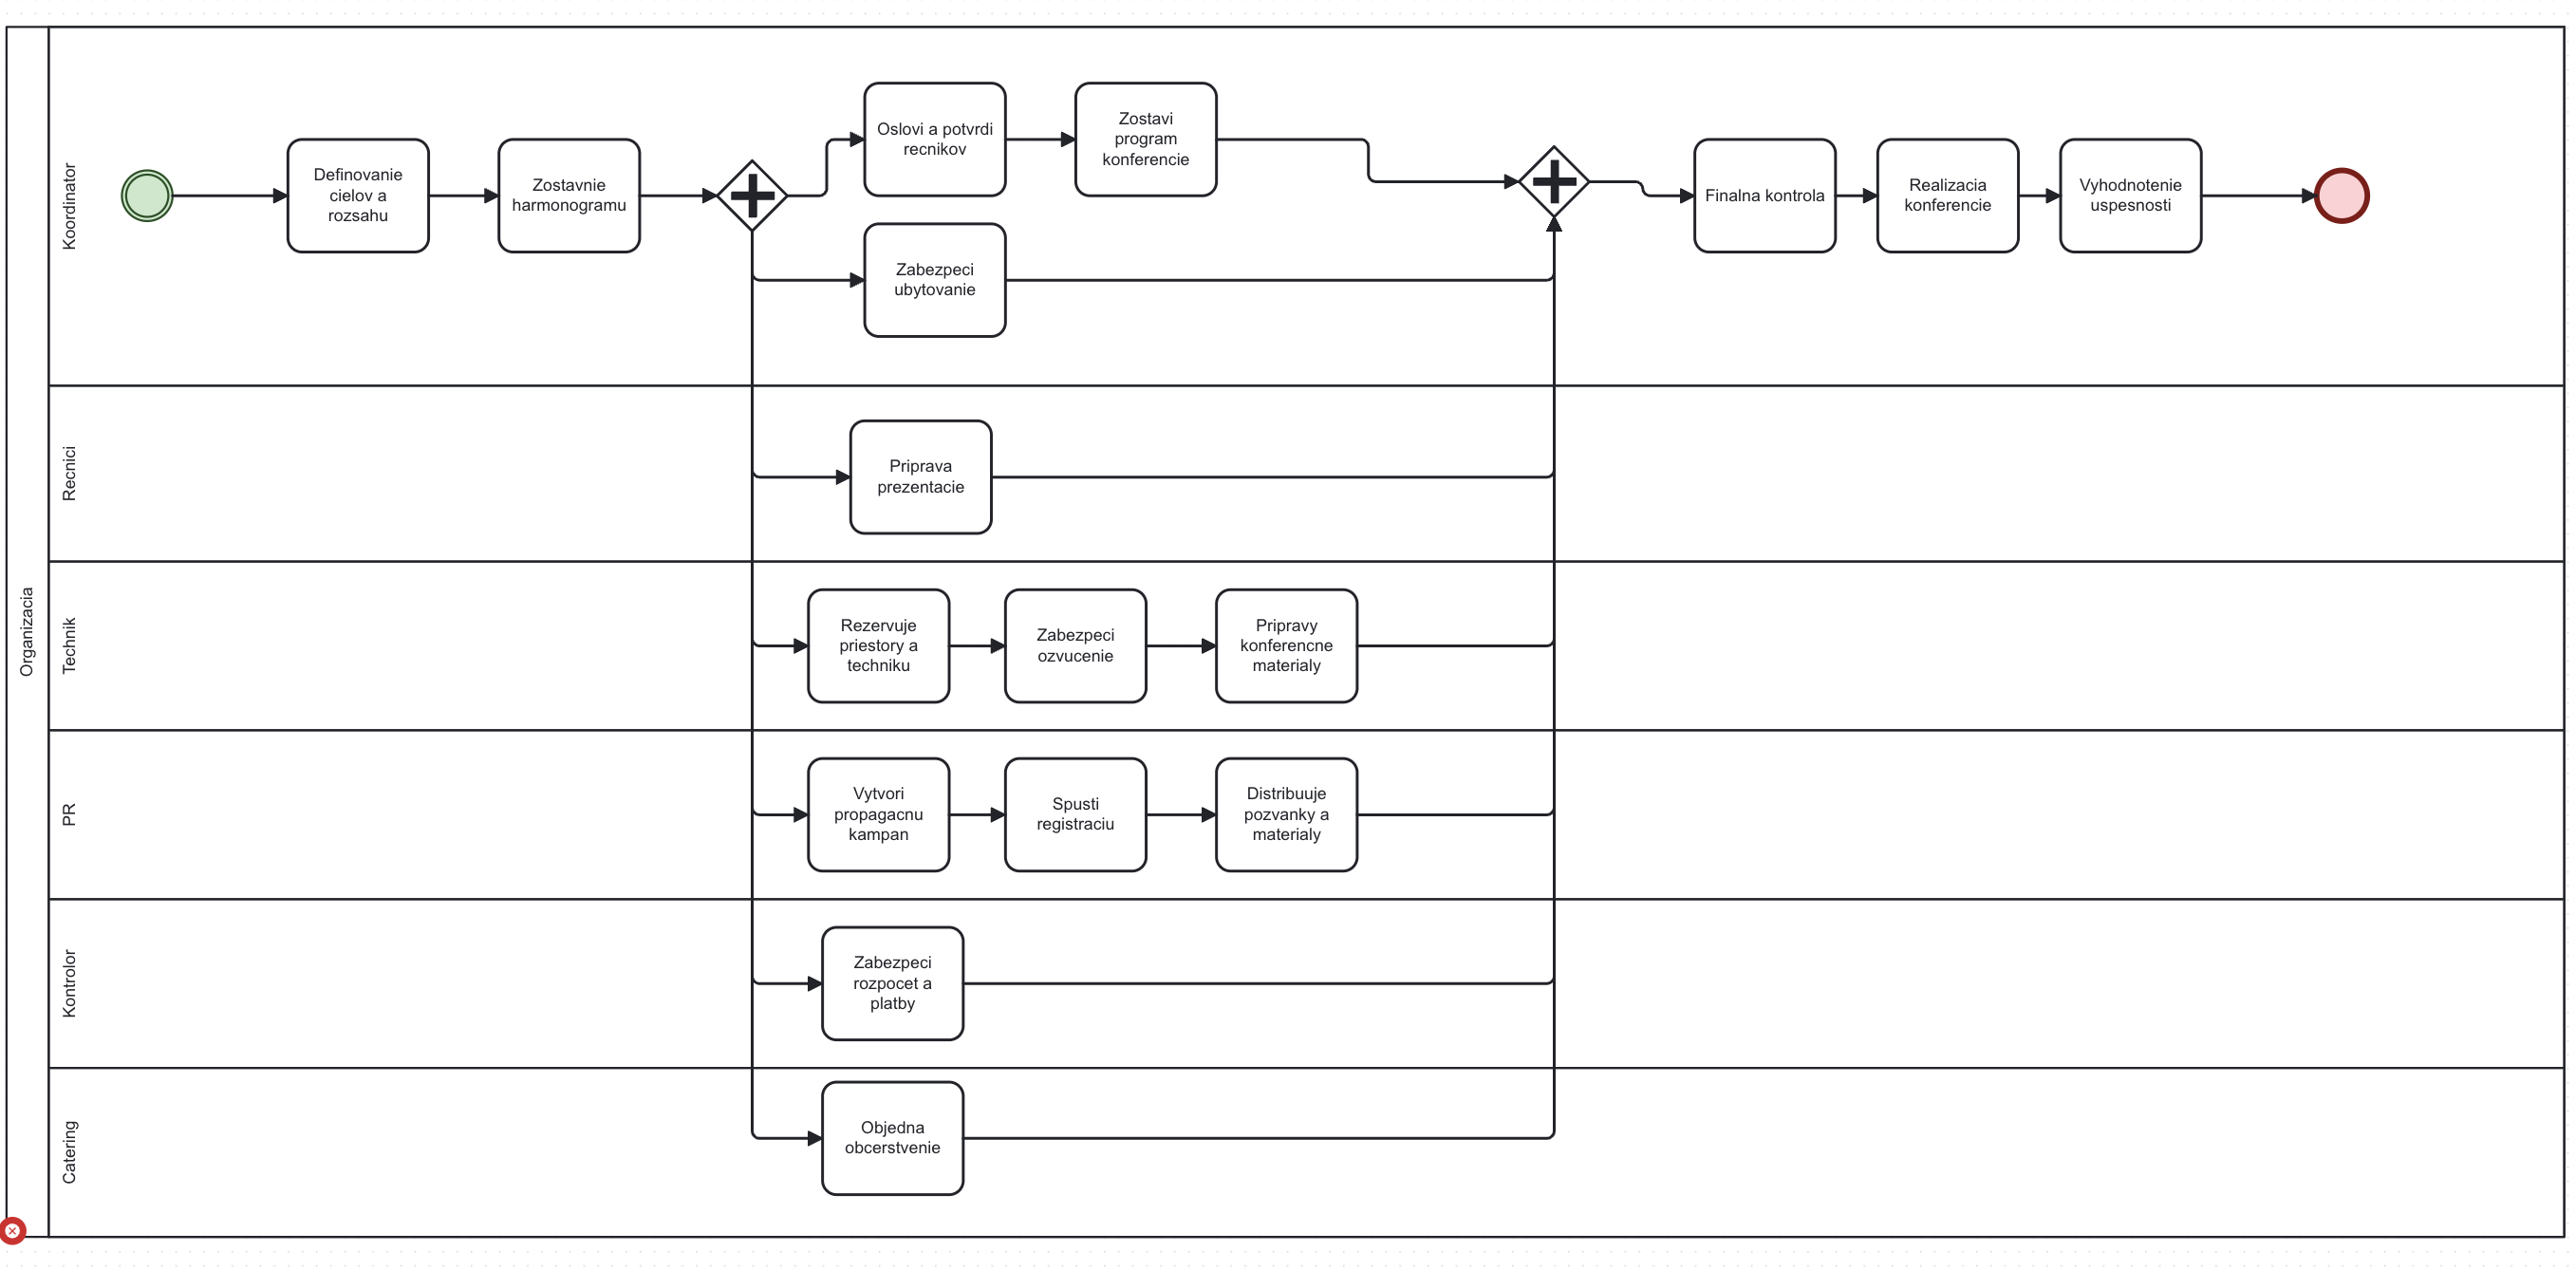 Organizacia
Koordinator
Definovanie
cielov a
rozsahu
Zostavnie
harmonogramu
Oslovi a potvrdi
recnikov
Zostavi
program
konferencie
Zabezpeci
ubytovanie
Finalna kontrola
Realizacia
konferencie
Vyhodnotenie
uspesnosti
Recnici
Priprava
prezentacie
Technik
Rezervuje
priestory a
techniku
Zabezpeci
ozvucenie
Pripravy
konferencne
materialy
PR
Vytvori
propagacnu
kampan
Spusti
registraciu
Distribuuje
pozvanky a
materialy
Kontrolor
Zabezpeci
rozpocet a
platby
Catering
Objedna
obcerstvenie